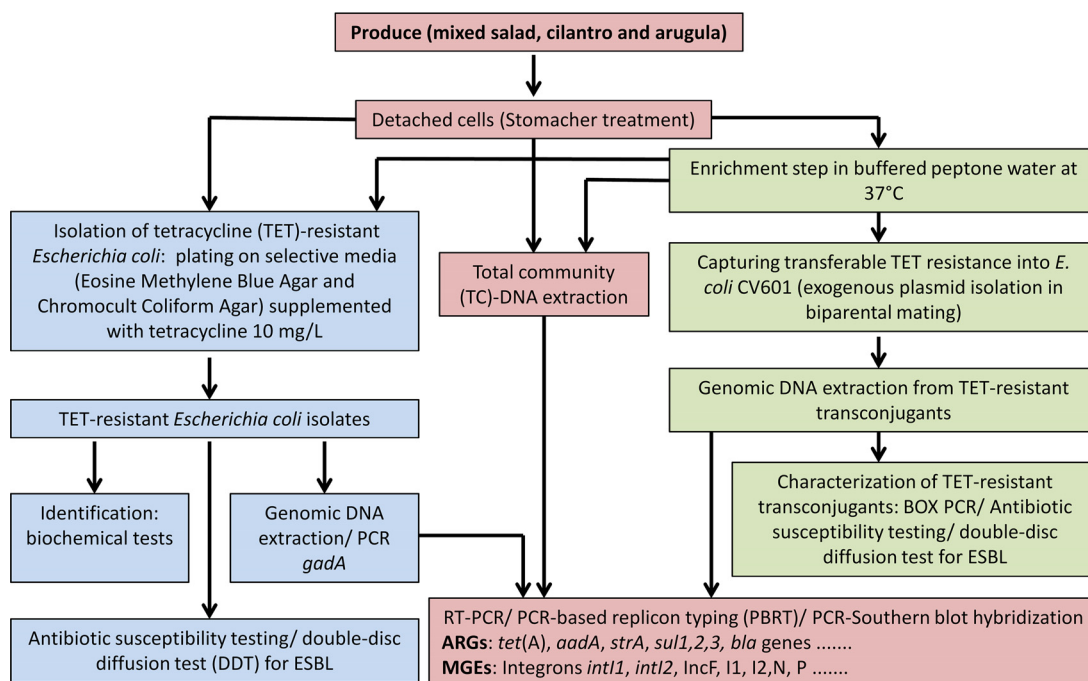 Produce (mixed salad, cilantro and arugula)
Detached cells (Stomacher treatment)
Enrichment step in buffered peptone water at
37°C
Isolation of tetracycline (TET)-resistant
Escherichia coli: plating on selective media
(Eosine Methylene Blue Agar and
Chromocult Coliform Agar) supplemented
with tetracycline 10 mg/L
Total community
(TC)-DNA extraction
Capturing transferable TET resistance into E.
coli CV601 (exogenous plasmid isolation in
biparental mating)
Genomic DNA extraction from TET-resistant
transconjugants
TET-resistant Escherichia coli isolates
Characterization of TET-resistant
transconjugants: BOX PCR/ Antibiotic
susceptibility testing/ double-disc
diffusion test for ESBL
Identification:
biochemical tests
Genomic DNA
extraction/ PCR
gadA
Antibiotic susceptibility testing/ double-disc
diffusion test (DDT) for ESBL
RT-PCR/ PCR-based replicon typing (PBRT)/ PCR-Southern blot hybridization
ARGs: tet(A), aadA, strA, sul1,2,3, bla genes .......
MGEs: Integrons intI1, intI2, IncF, I1, I2,N, P .......